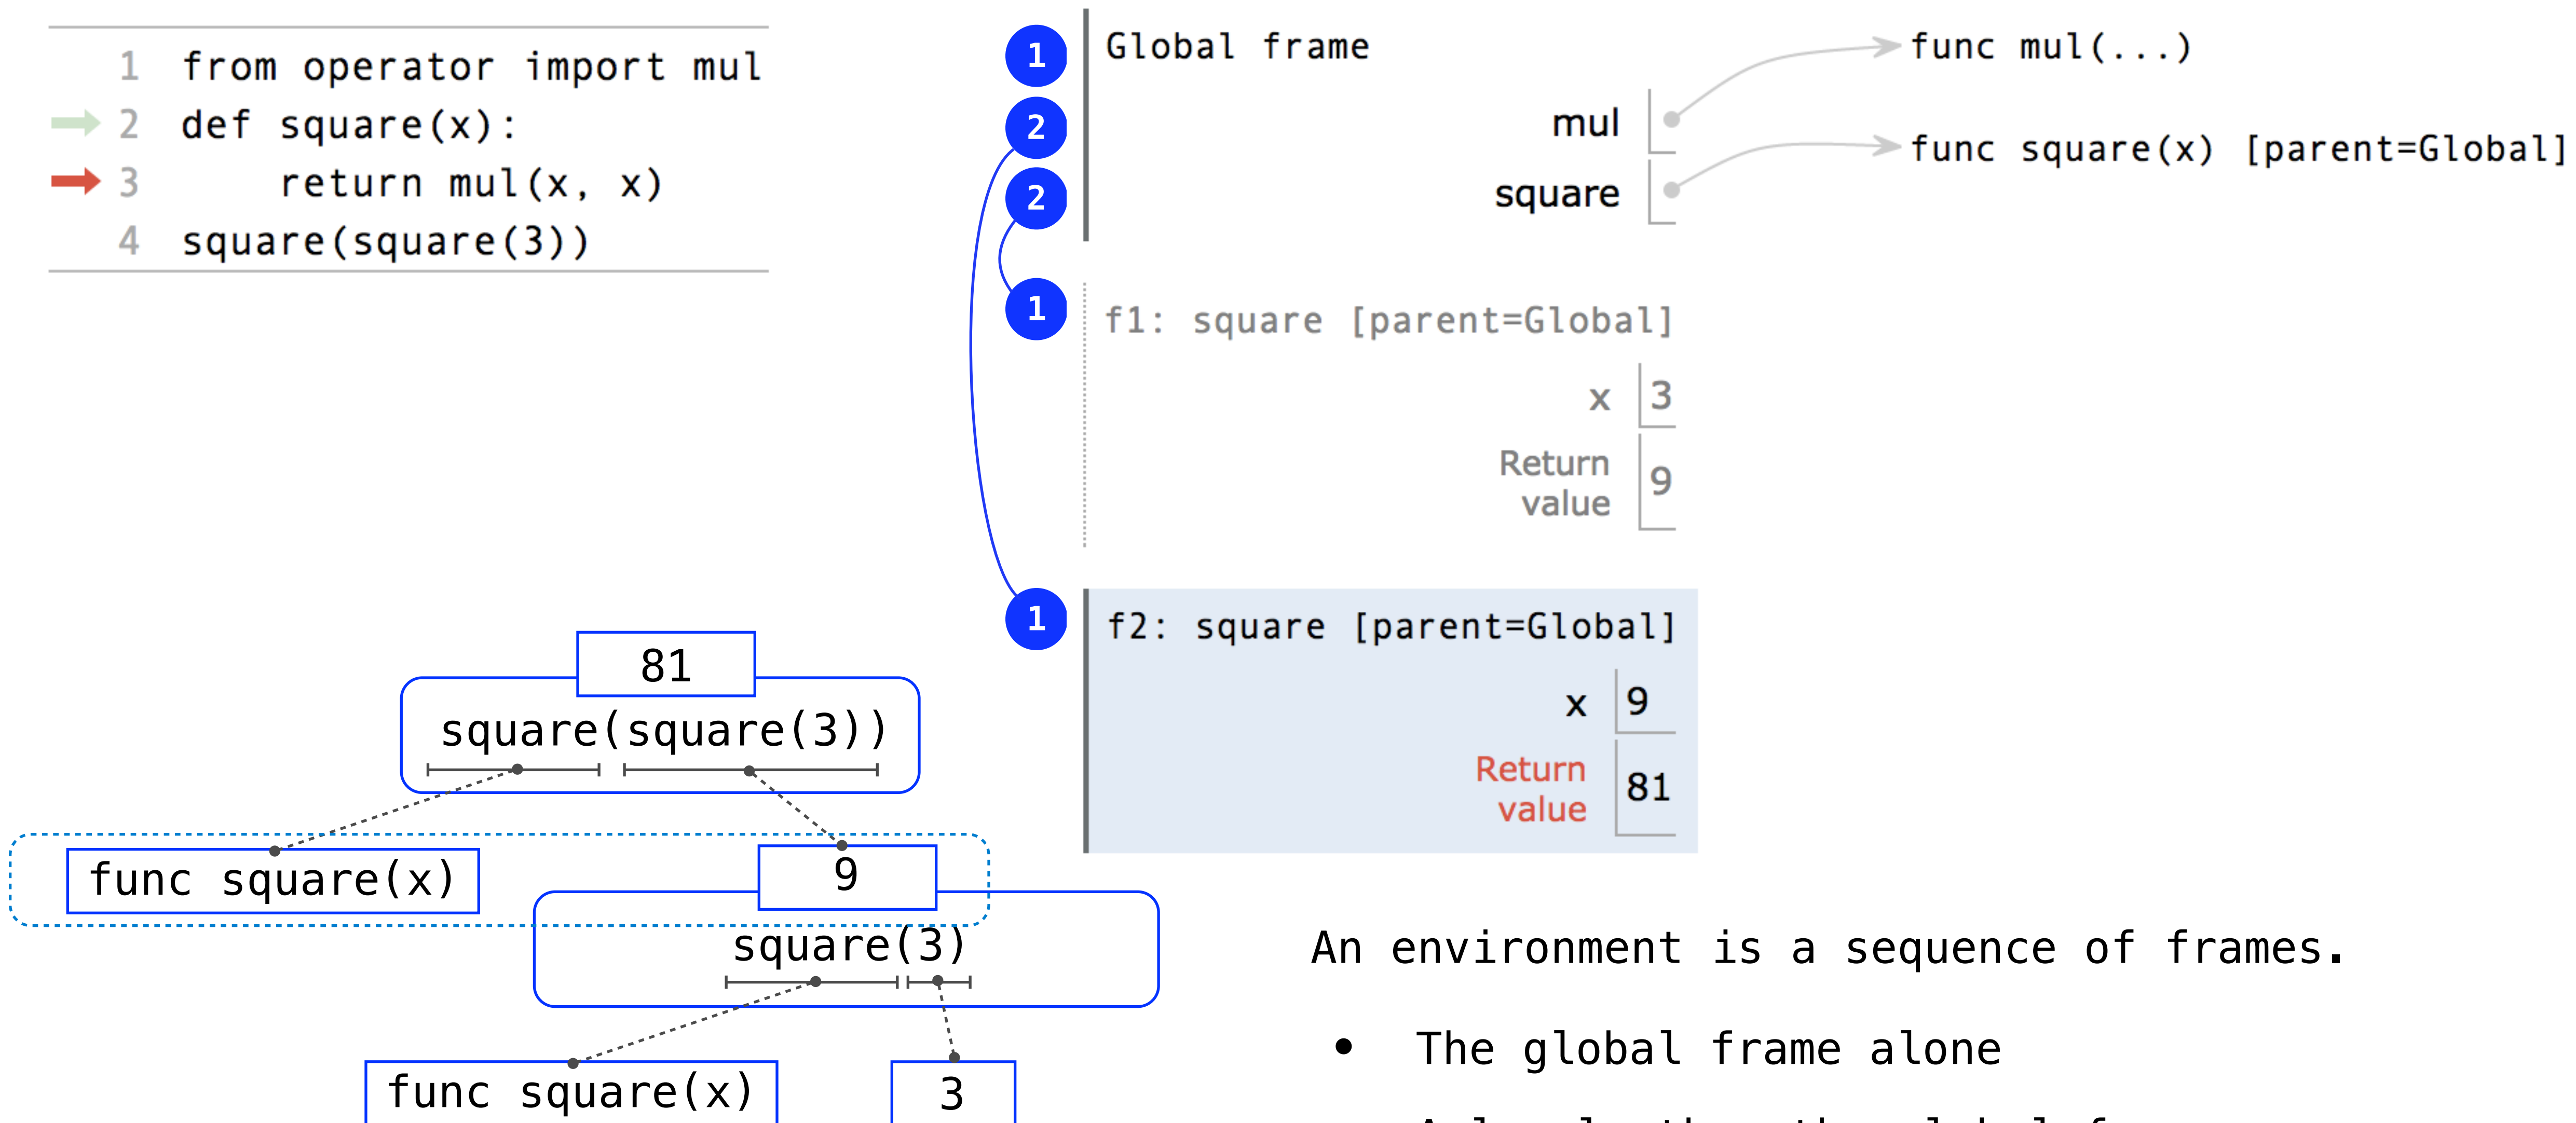 1 from operator import mul
2 def square(x):
3 return mul(x, x)
4 square(square(3))
1
2
2
1
1
Global frame
mul
square
func mul(...)
func square(x) [parent=Global]
f1: square [parent=Global]
x 3
Return
value 9
f2: square [parent=Global]
x 9
Return
value 81
81
square(square(3))
func square(x)
9
square(3)
func square(x)
3
An environment is a sequence of frames.
• The global frame alone